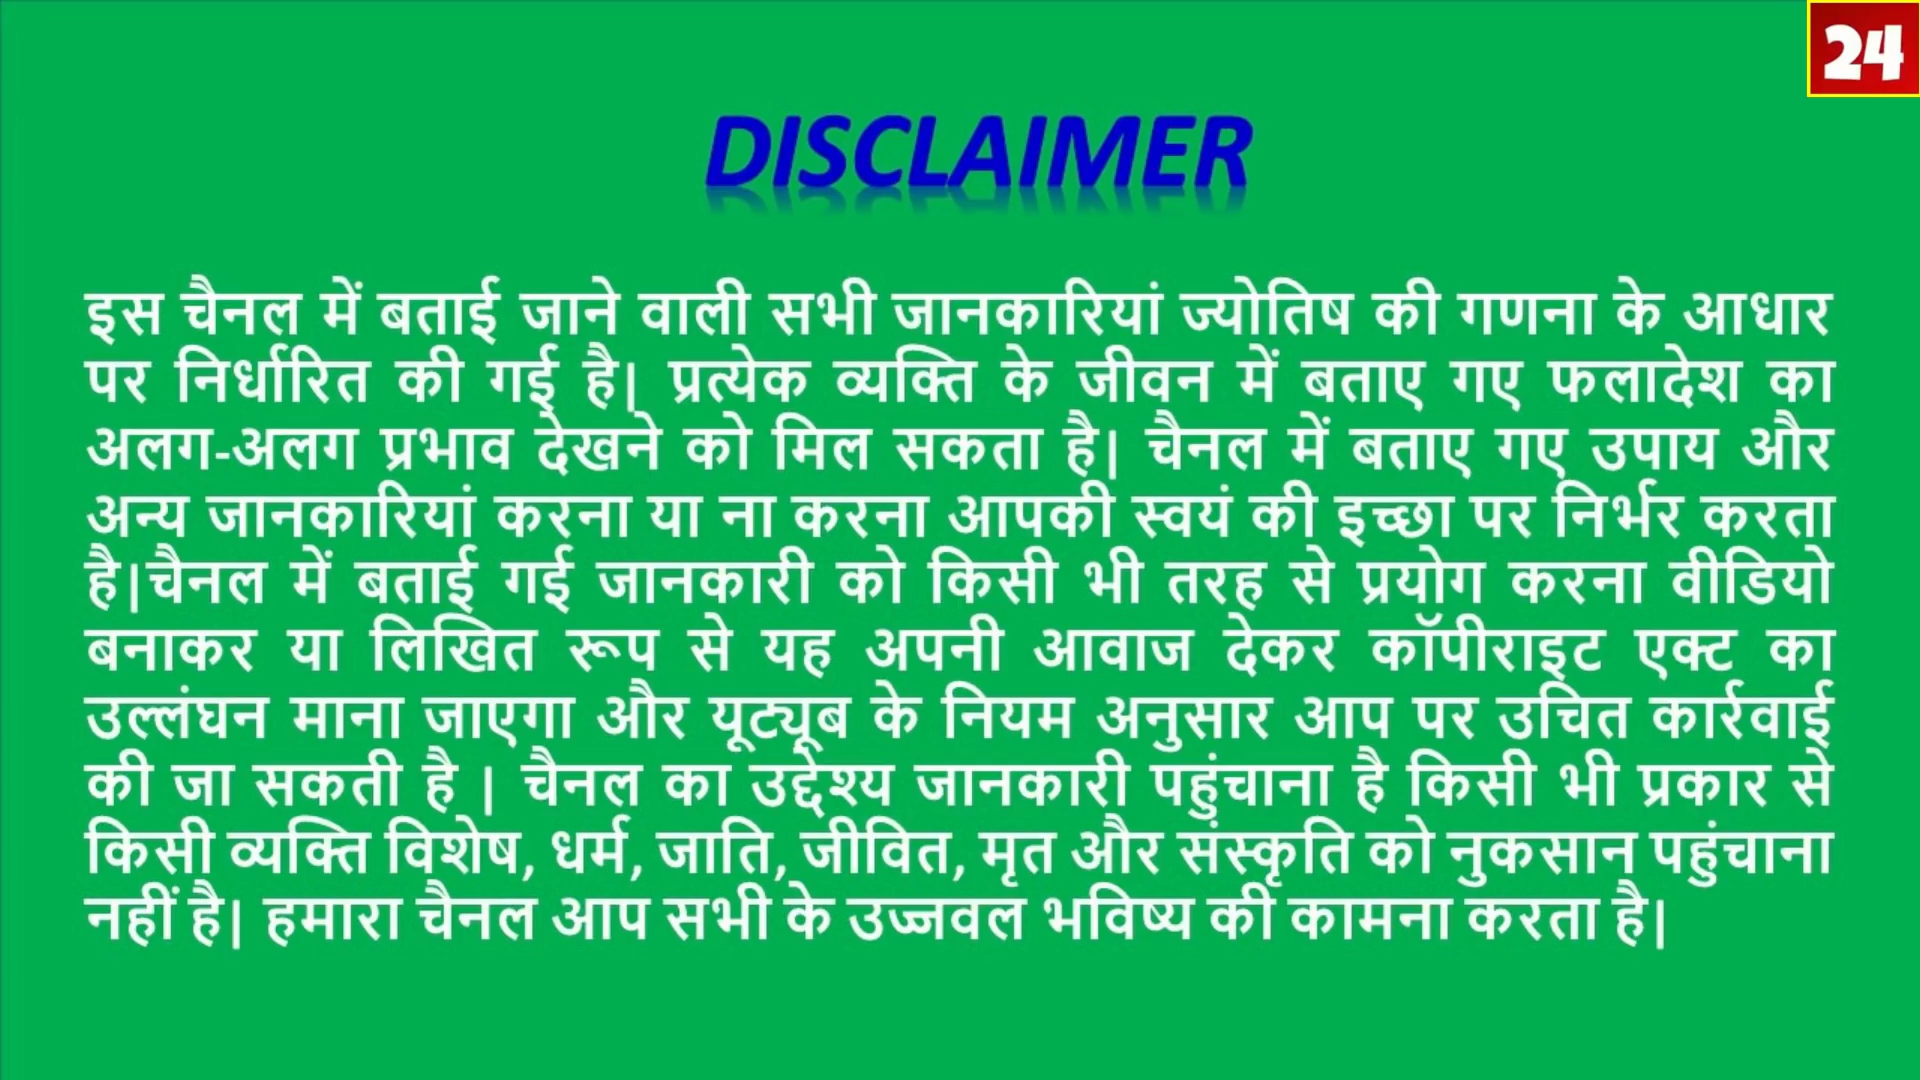 24
DISCLAIMER
इस चैनल में बताई जाने वाली सभी जानकारियां ज्योतिष की गणना के आधार
पर निर्धारित की गई है| प्रत्येक व्यक्ति के जीवन में बताए गए फलादेश का
अलग-अलग प्रभाव देखने को मिल सकता है| चैनल में बताए गए उपाय और
अन्य जानकारियां करना या ना करना आपकी स्वयं की इच्छा पर निर्भर करता
है|चैनल में बताई गई जानकारी को किसी भी तरह से प्रयोग करना वीडियो
बनाकर या लिखित रूप से यह अपनी आवाज देकर कॉपीराइट एक्ट का
उल्लंघन माना जाएगा और यूट्यूब के नियम अनुसार आप पर उचित कार्रवाई
की जा सकती है | चैनल का उद्देश्य जानकारी पहुंचाना है किसी भी प्रकार से
किसी व्यक्ति विशेष, धर्म, जाति, जीवित, मृत और संस्कृति को नुकसान पहुंचाना
नहीं है| हमारा चैनल आप सभी के उज्जवल भविष्य की कामना करता है|